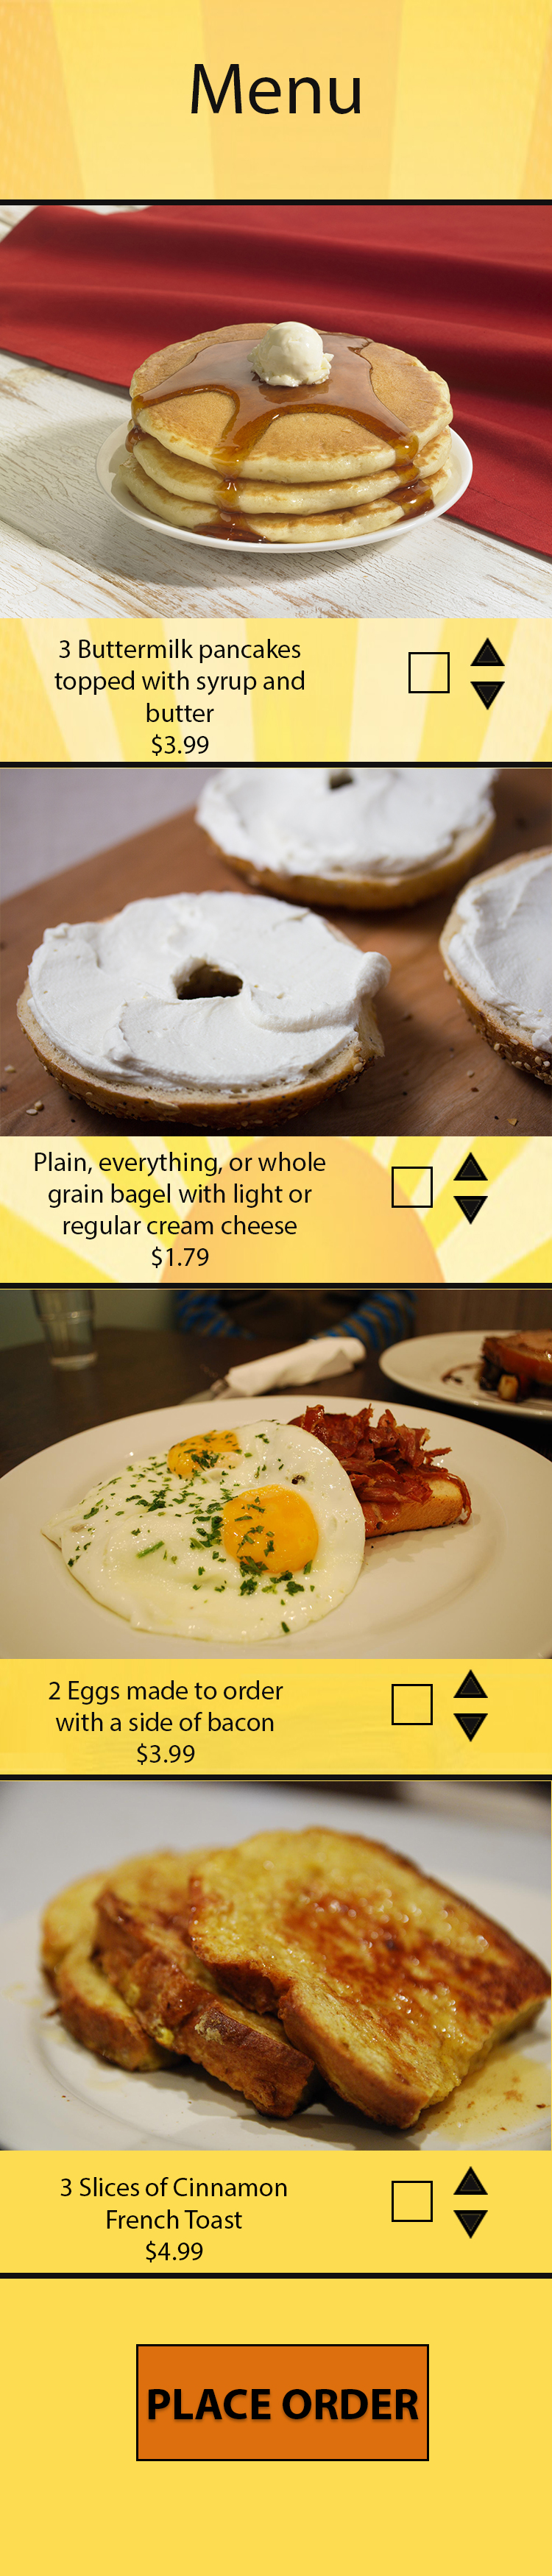 Menu
3 Buttermilk pancakes
topped with syrup and
butter
$3.99
Plain, everything, or whole
grain bagel with light or
regular cream cheese
$1.79
2 Eggs made to order
with a side of bacon
$3.99
3 Slices of Cinnamon
French Toast
$4.99
PLACE ORDER